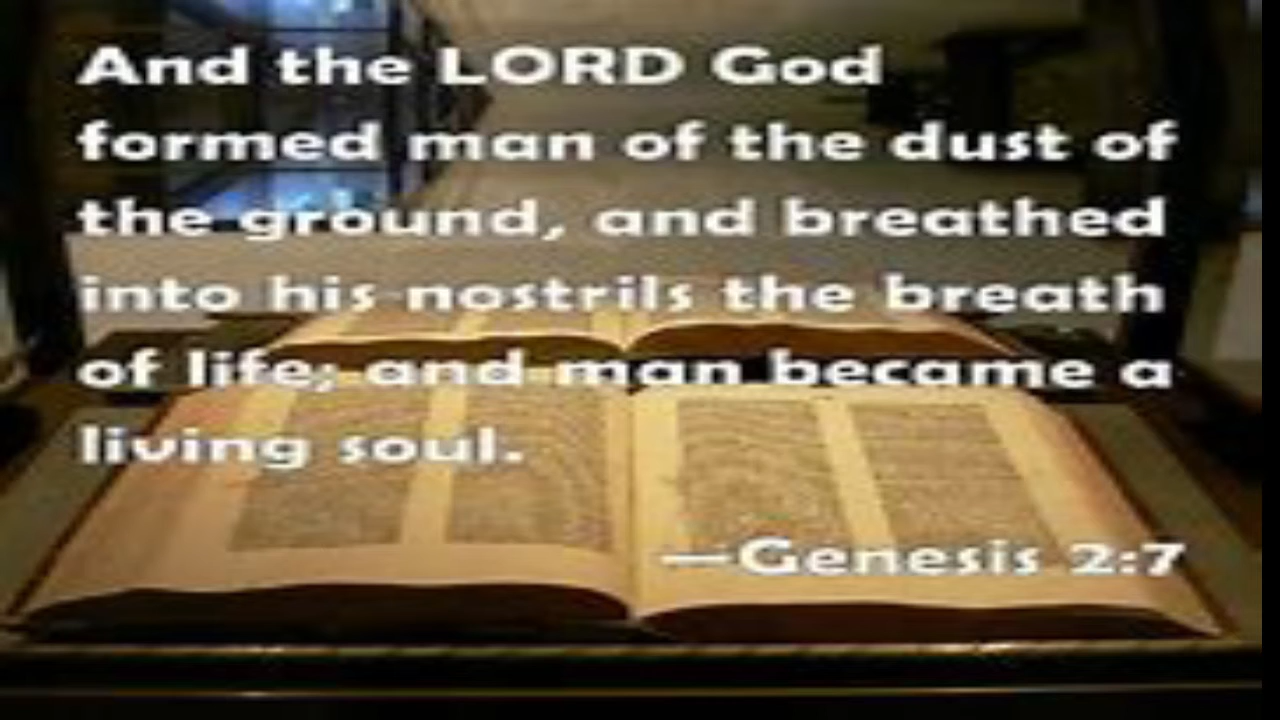 And the LORD God
formed man of the dust of
the ground, and breathed
into his nostrils the breath
of life; and man became a
living soul.
—Genesis 2:7